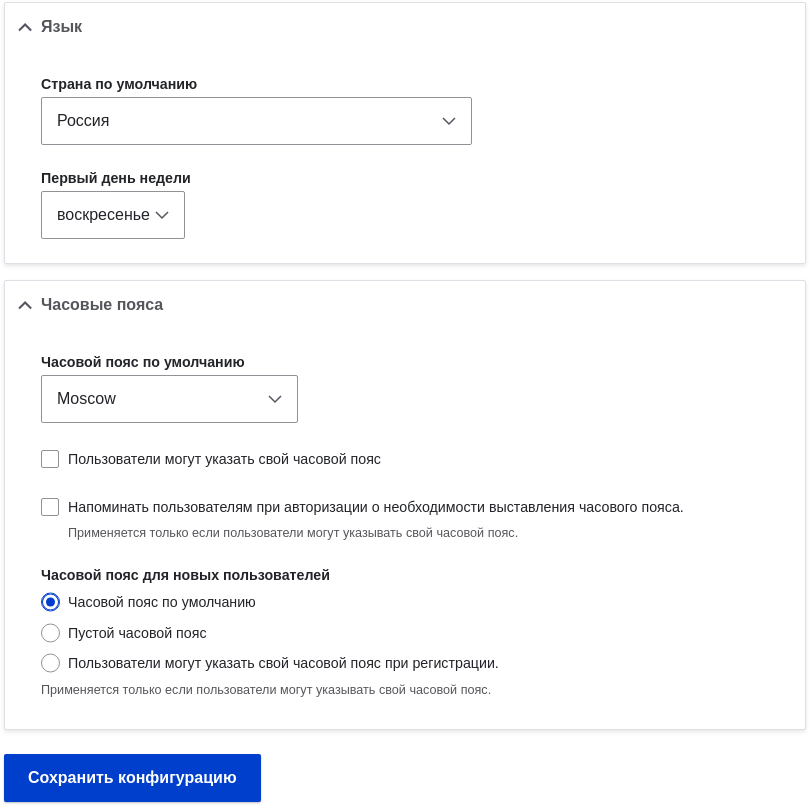 Язык
Страна по умолчанию
Россия
Первый день недели
воскресенье
Часовые пояса
Часовой пояс по умолчанию
Moscow
Пользователи могут указать свой часовой пояс
Напоминать пользователям при авторизации о необходимости выставления часового пояса.
Применяется только если пользователи могут указывать свой часовой пояс.
Часовой пояс для новых пользователей
Часовой пояс по умолчанию
Пустой часовой пояс
Пользователи могут указать свой часовой пояс при регистрации.
Применяется только если пользователи могут указывать свой часовой пояс.
Сохранить конфигурацию